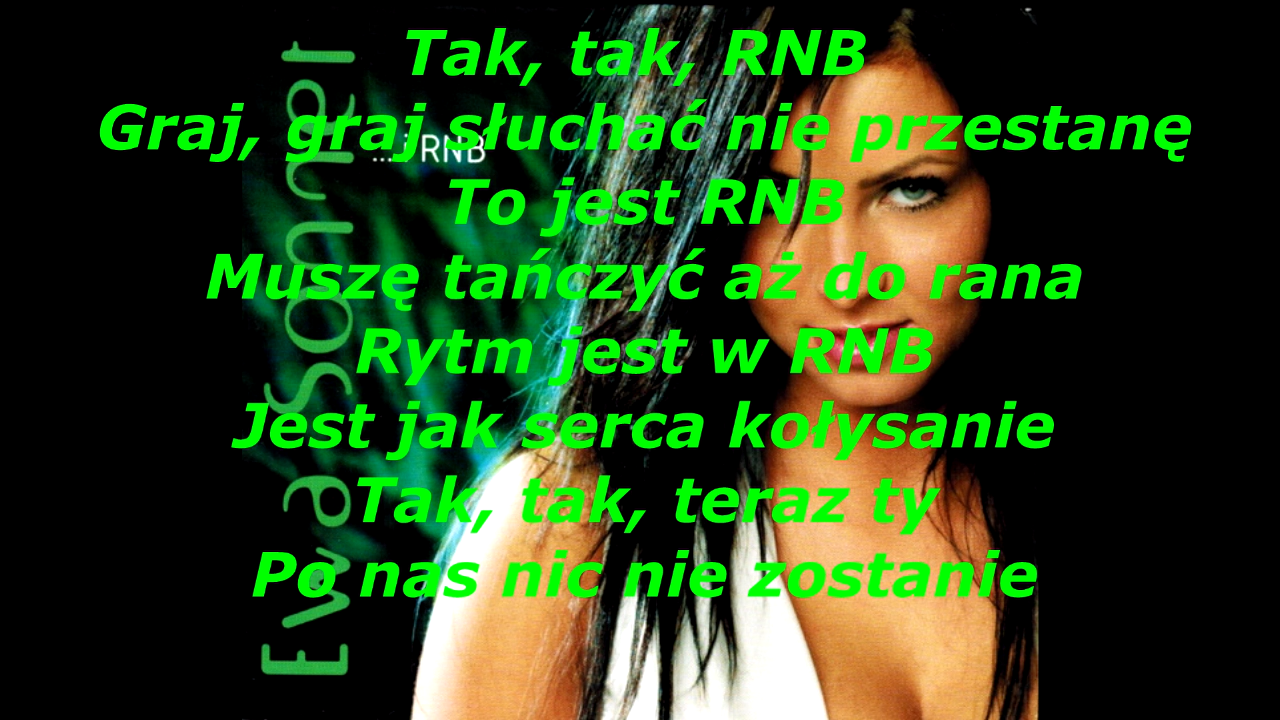 Tak, tak, RNB
Graj, graj słuchać nie przestanę
To jest RNB
Muszę tańczyć aż do rana
Rytm jest w RNB
Jest jak serca kołysanie
Tak, tak, teraz ty
Po nas nic nie zostanie
Ewa Sonnet
...i RNB